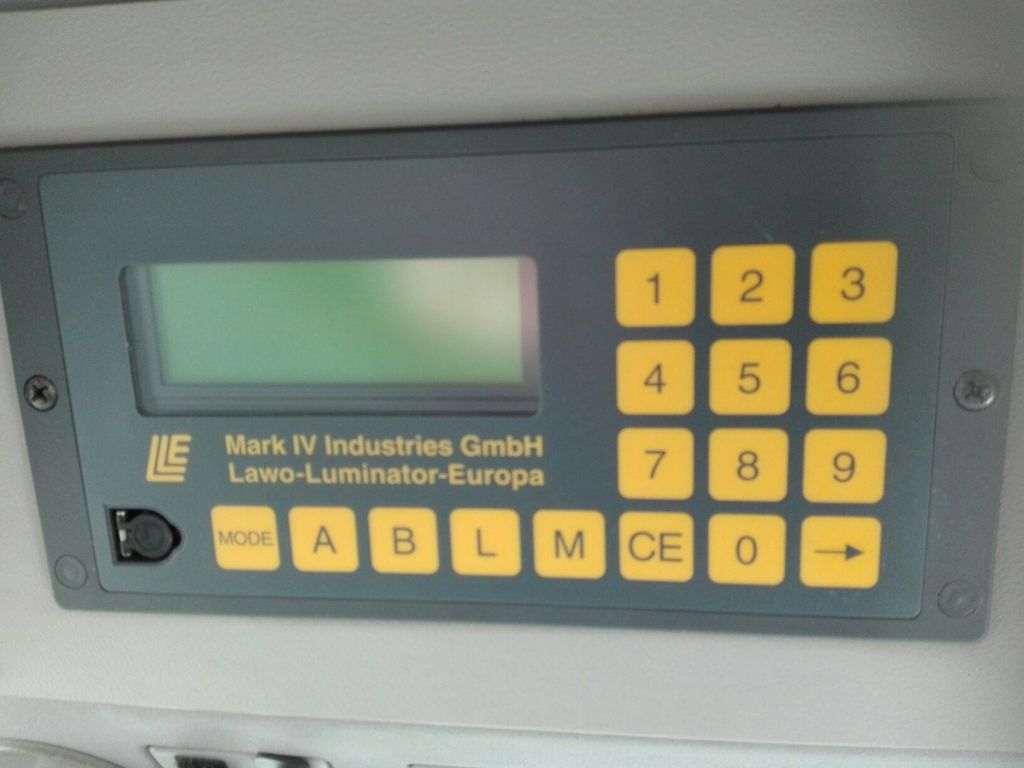 1 2 3
4 5 6
LLE Mark IV Industries GmbH
Lawo-Luminator-Europa
7 8 9
MODE A B L M CE 0 →